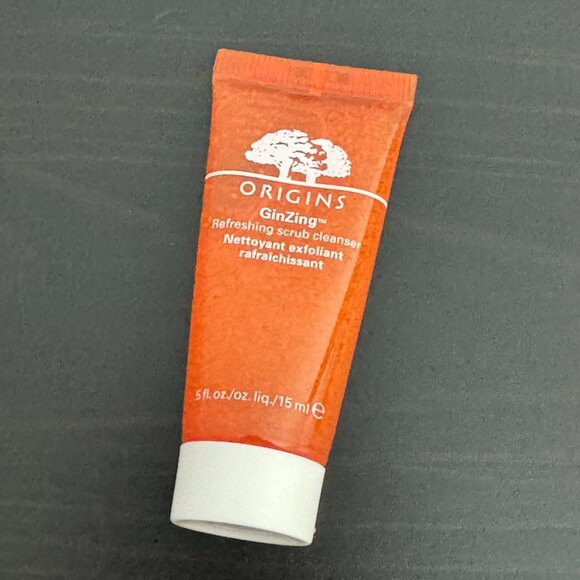 ORIGINS
GinZing™
Refreshing scrub cleanser
Nettoyant exfoliant
rafraîchissant
.5 fl. oz./oz. liq./15 ml ℮